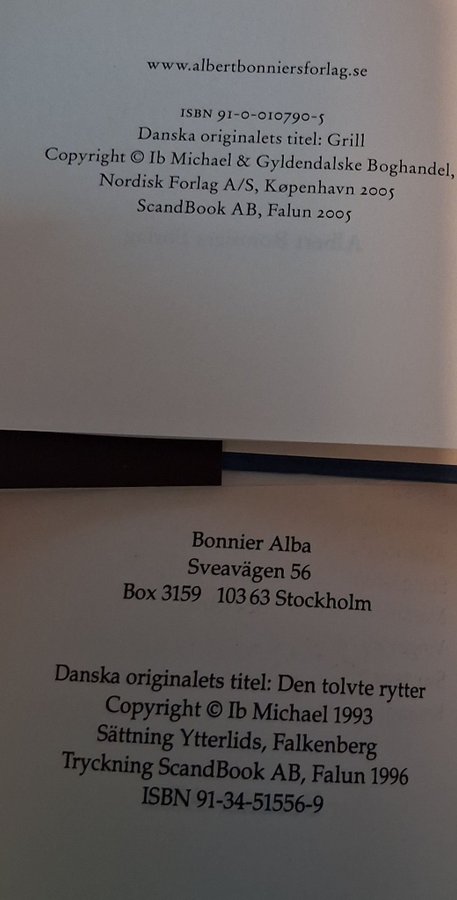 www.albertbonniersforlag.se
ISBN 91-0-010790-5
Danska originalets titel: Grill
Copyright © Ib Michael & Gyldendalske Boghandel,
Nordisk Forlag A/S, Køpenhavn 2005
ScandBook AB, Falun 2005
Bonnier Alba
Sveavägen 56
Box 3159 103 63 Stockholm
Danska originalets titel: Den tolvte rytter
Copyright © Ib Michael 1993
Sättning Ytterlids, Falkenberg
Tryckning ScandBook AB, Falun 1996
ISBN 91-34-51556-9